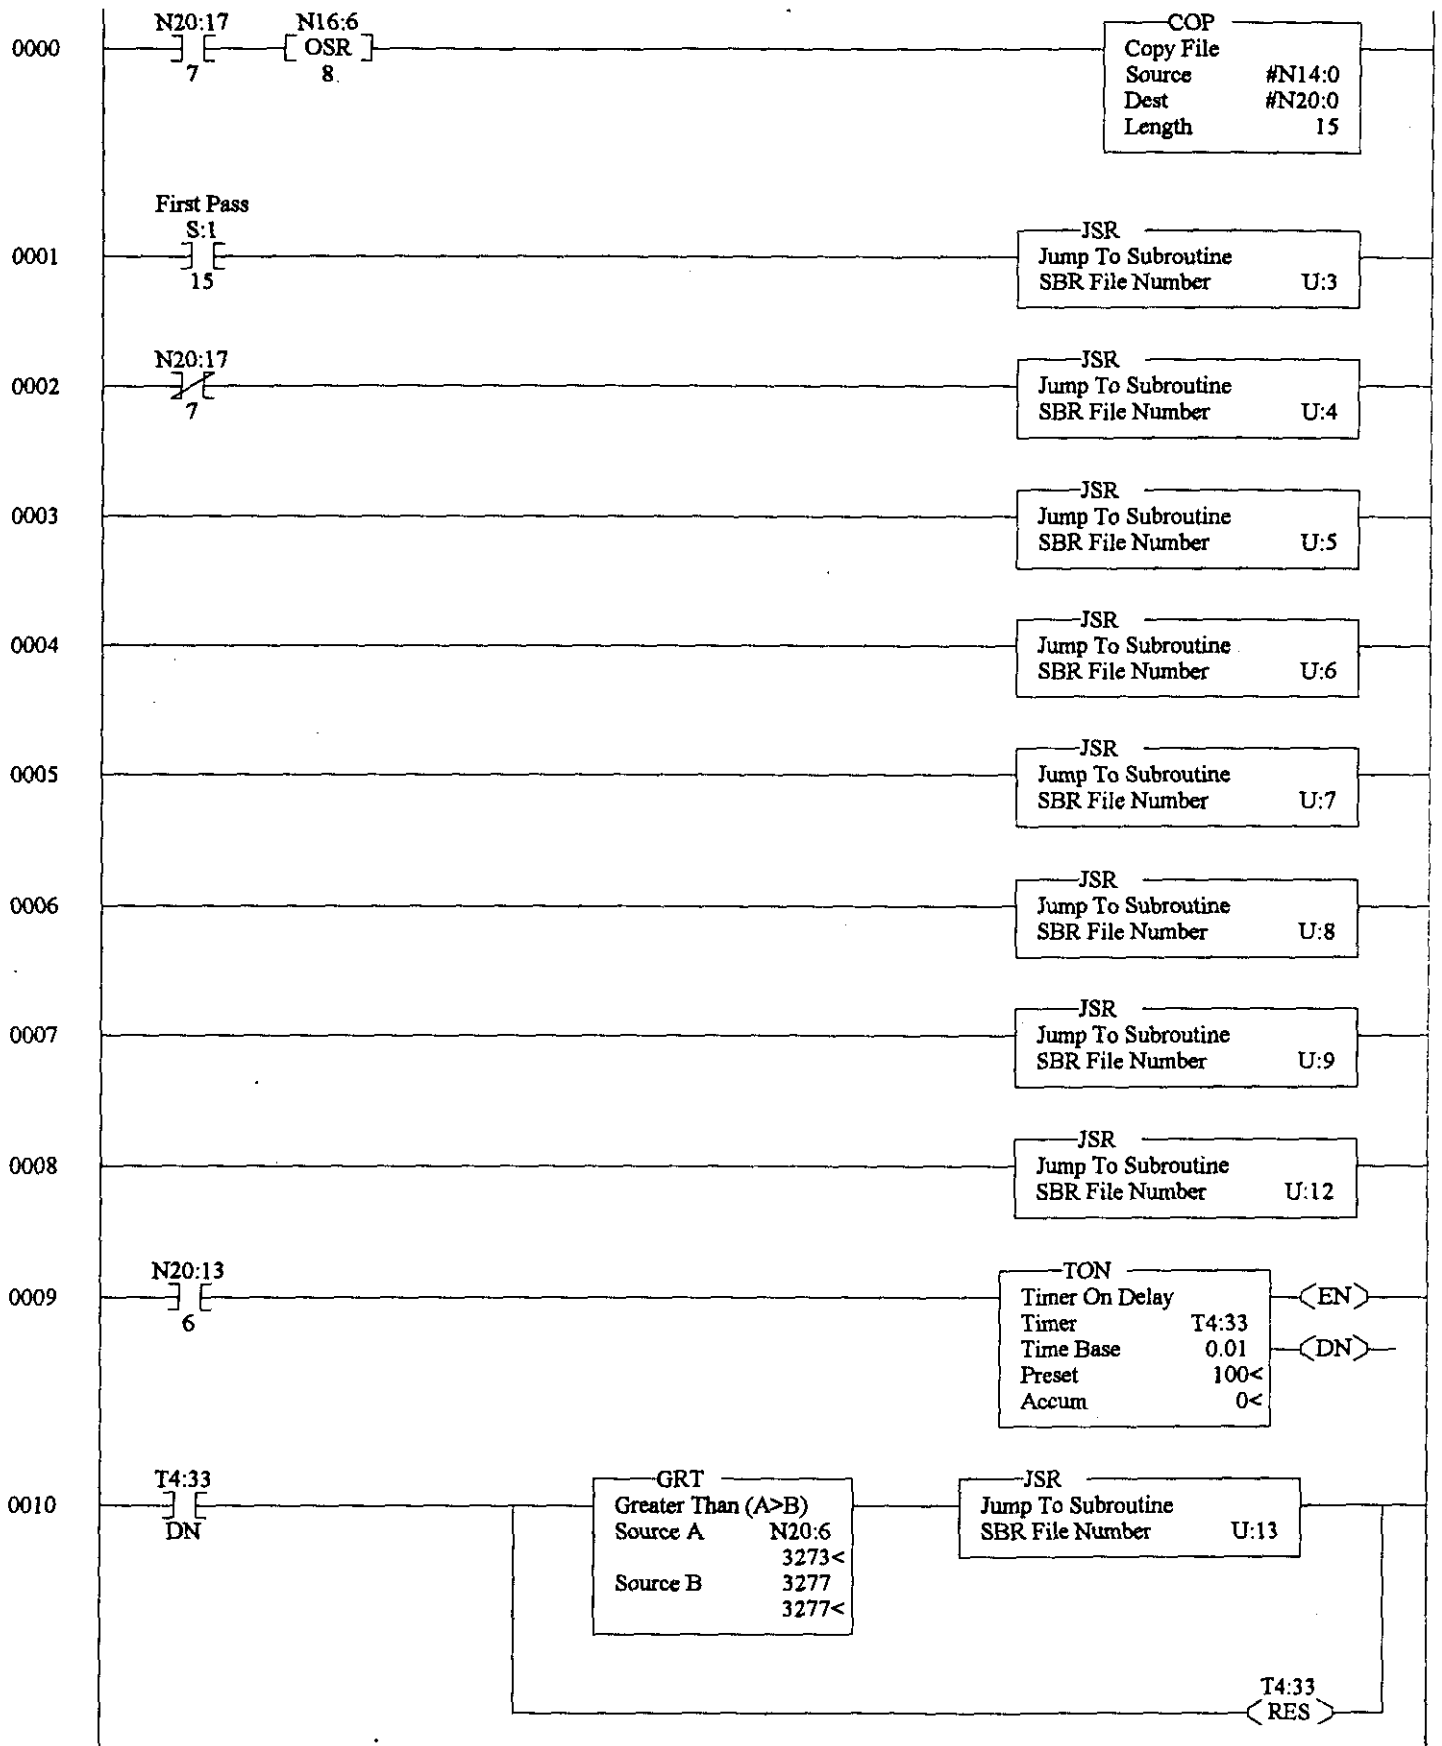 N20:17 N16:6 COP
0000 OSR Copy File
7 8 Source #N14:0
Dest #N20:0
Length 15
First Pass
S:1 JSR
0001 Jump To Subroutine
15 SBR File Number U:3
N20:17 JSR
0002 Jump To Subroutine
7 SBR File Number U:4
JSR
0003 Jump To Subroutine
SBR File Number U:5
JSR
0004 Jump To Subroutine
SBR File Number U:6
JSR
0005 Jump To Subroutine
SBR File Number U:7
JSR
0006 Jump To Subroutine
SBR File Number U:8
JSR
0007 Jump To Subroutine
SBR File Number U:9
JSR
0008 Jump To Subroutine
SBR File Number U:12
N20:13 TON
0009 Timer On Delay EN
6 Timer T4:33
Time Base 0.01 DN
Preset 100<
Accum 0<
T4:33 GRT JSR
0010 Greater Than (A>B) Jump To Subroutine
DN Source A N20:6 SBR File Number U:13
3273<
Source B 3277
3277<
T4:33
RES